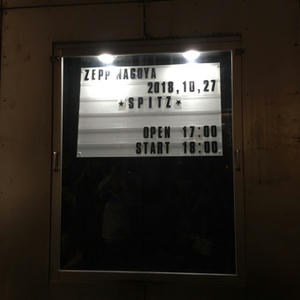 ZEPP NAGOYA
2018,10,27
★SPITZ★
OPEN 17:00
START 18:00